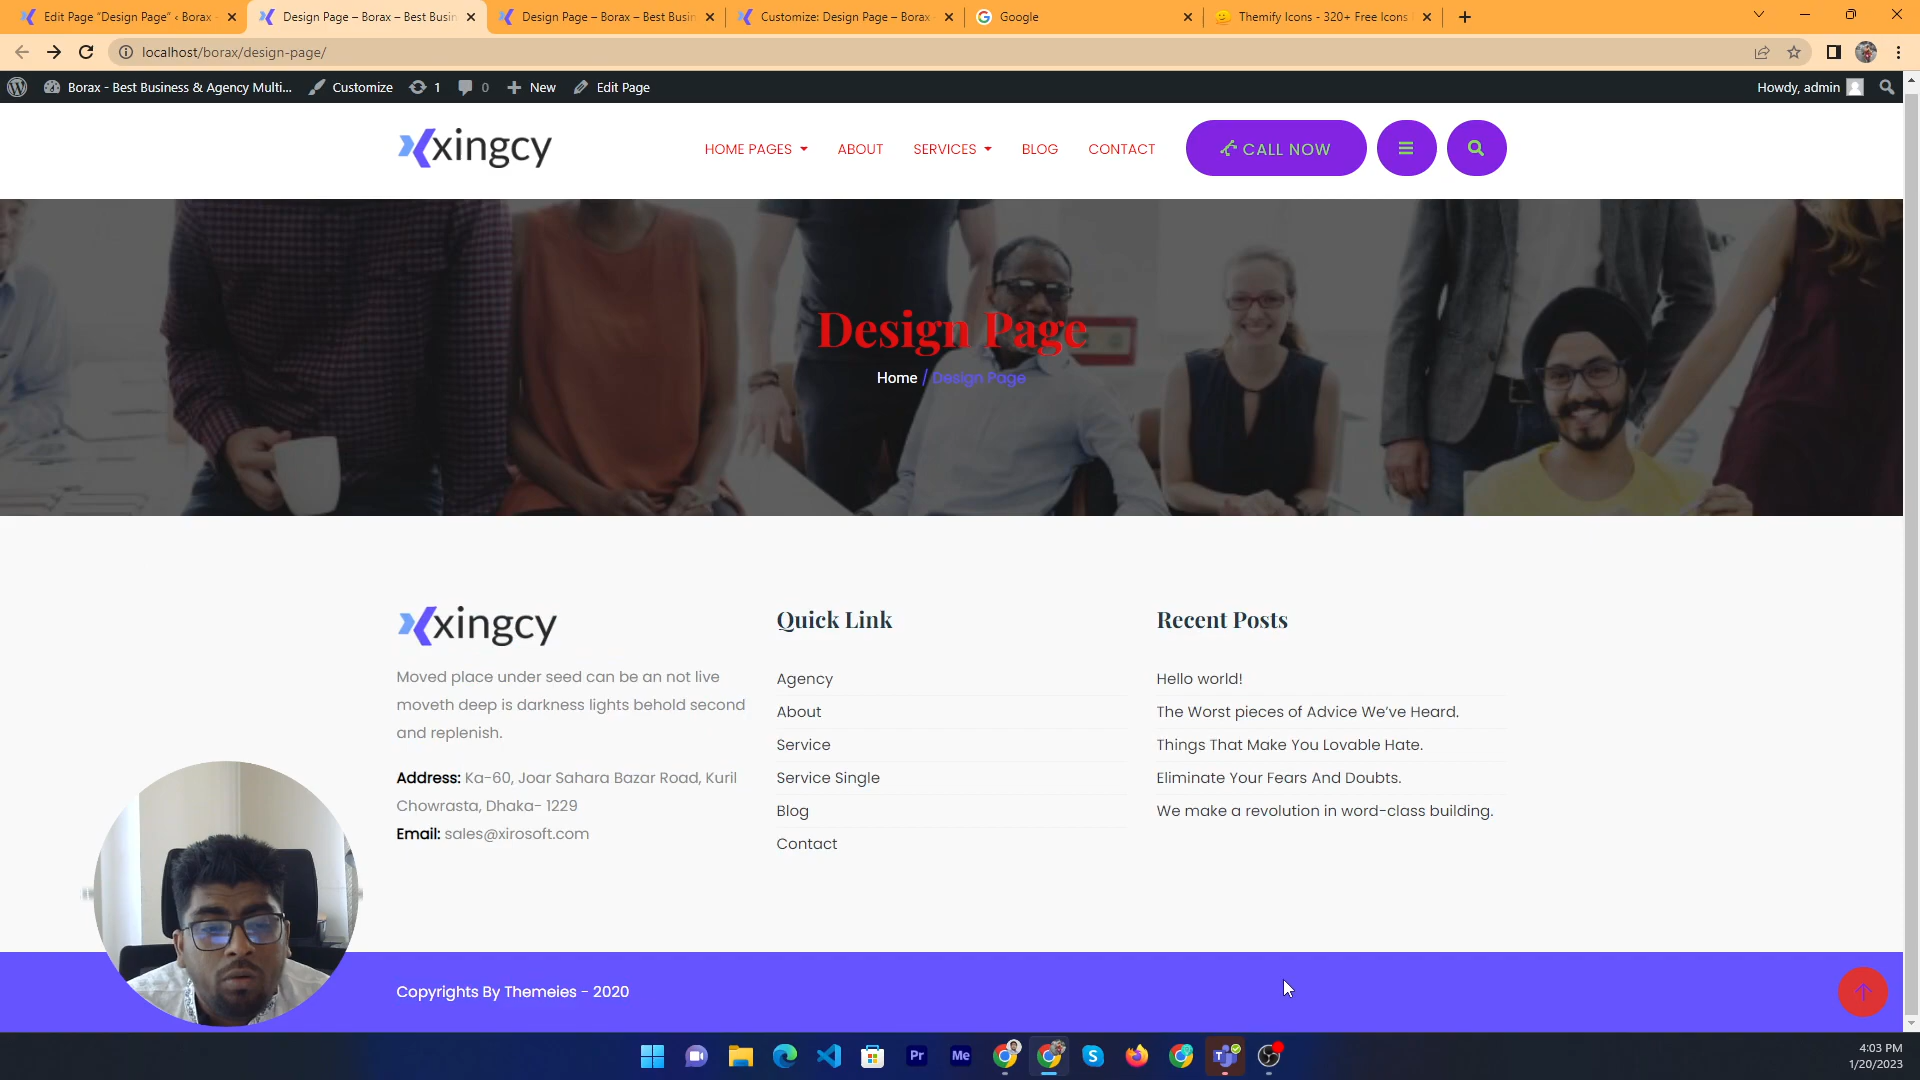 Edit Page "Design Page" ‹ Borax -
Design Page – Borax – Best Busin
Design Page – Borax – Best Busin
Customize: Design Page – Borax -
Google
Themify Icons - 320+ Free Icons
localhost/borax/design-page/
Borax - Best Business & Agency Multi...
Customize
1
0
New
Edit Page
Howdy, admin
xingcy
HOME PAGES
ABOUT
SERVICES
BLOG
CONTACT
CALL NOW
Design Page
Home / Design Page
xingcy
Moved place under seed can be an not live
moveth deep is darkness lights behold second
and replenish.
Address: Ka-60, Joar Sahara Bazar Road, Kuril
Chowrasta, Dhaka- 1229
Email: sales@xirosoft.com
Quick Link
Agency
About
Service
Service Single
Blog
Contact
Recent Posts
Hello world!
The Worst pieces of Advice We've Heard.
Things That Make You Lovable Hate.
Eliminate Your Fears And Doubts.
We make a revolution in word-class building.
Copyrights By Themeies - 2020
Pr
Me
S
4:03 PM
1/20/2023